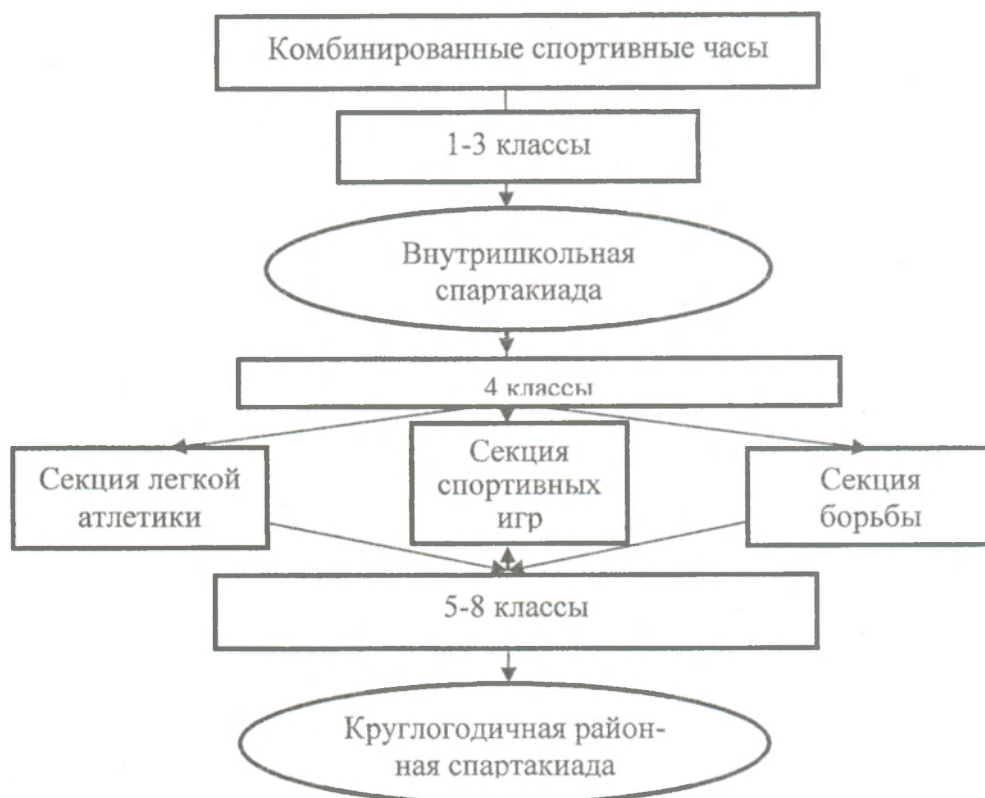 Комбинированные спортивные часы
1-3 классы
Внутришкольная
спартакиада
4 классы
Секция легкой
атлетики
Секция
спортивных
игр
Секция
борьбы
5-8 классы
Круглогодичная район-
ная спартакиада